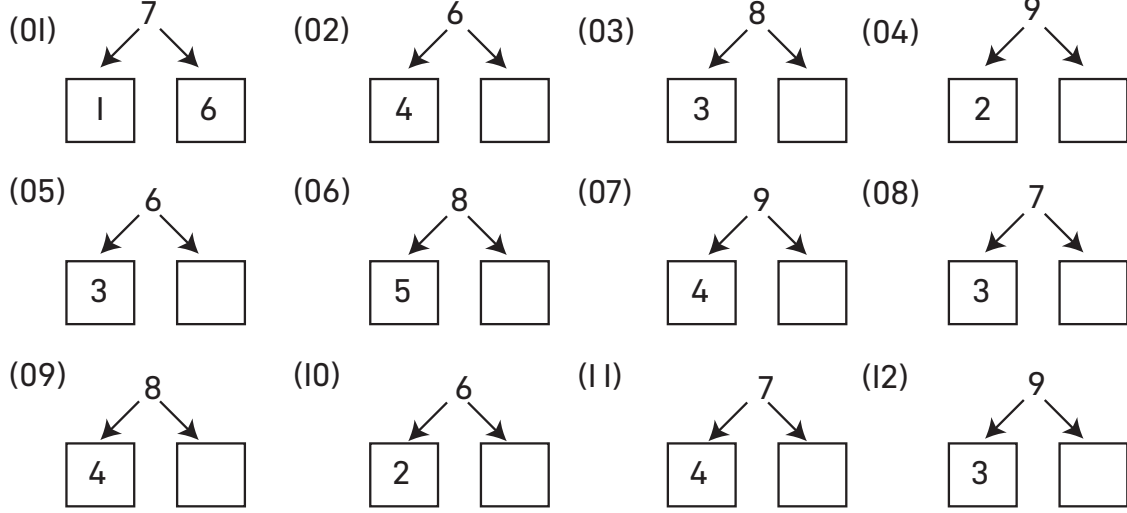 (01) 7 (02) 6 (03) 8 (04) 9
1 6 4 3 2
(05) 6 (06) 8 (07) 9 (08) 7
3 5 4 3
(09) 8 (10) 6 (11) 7 (12) 9
4 2 4 3